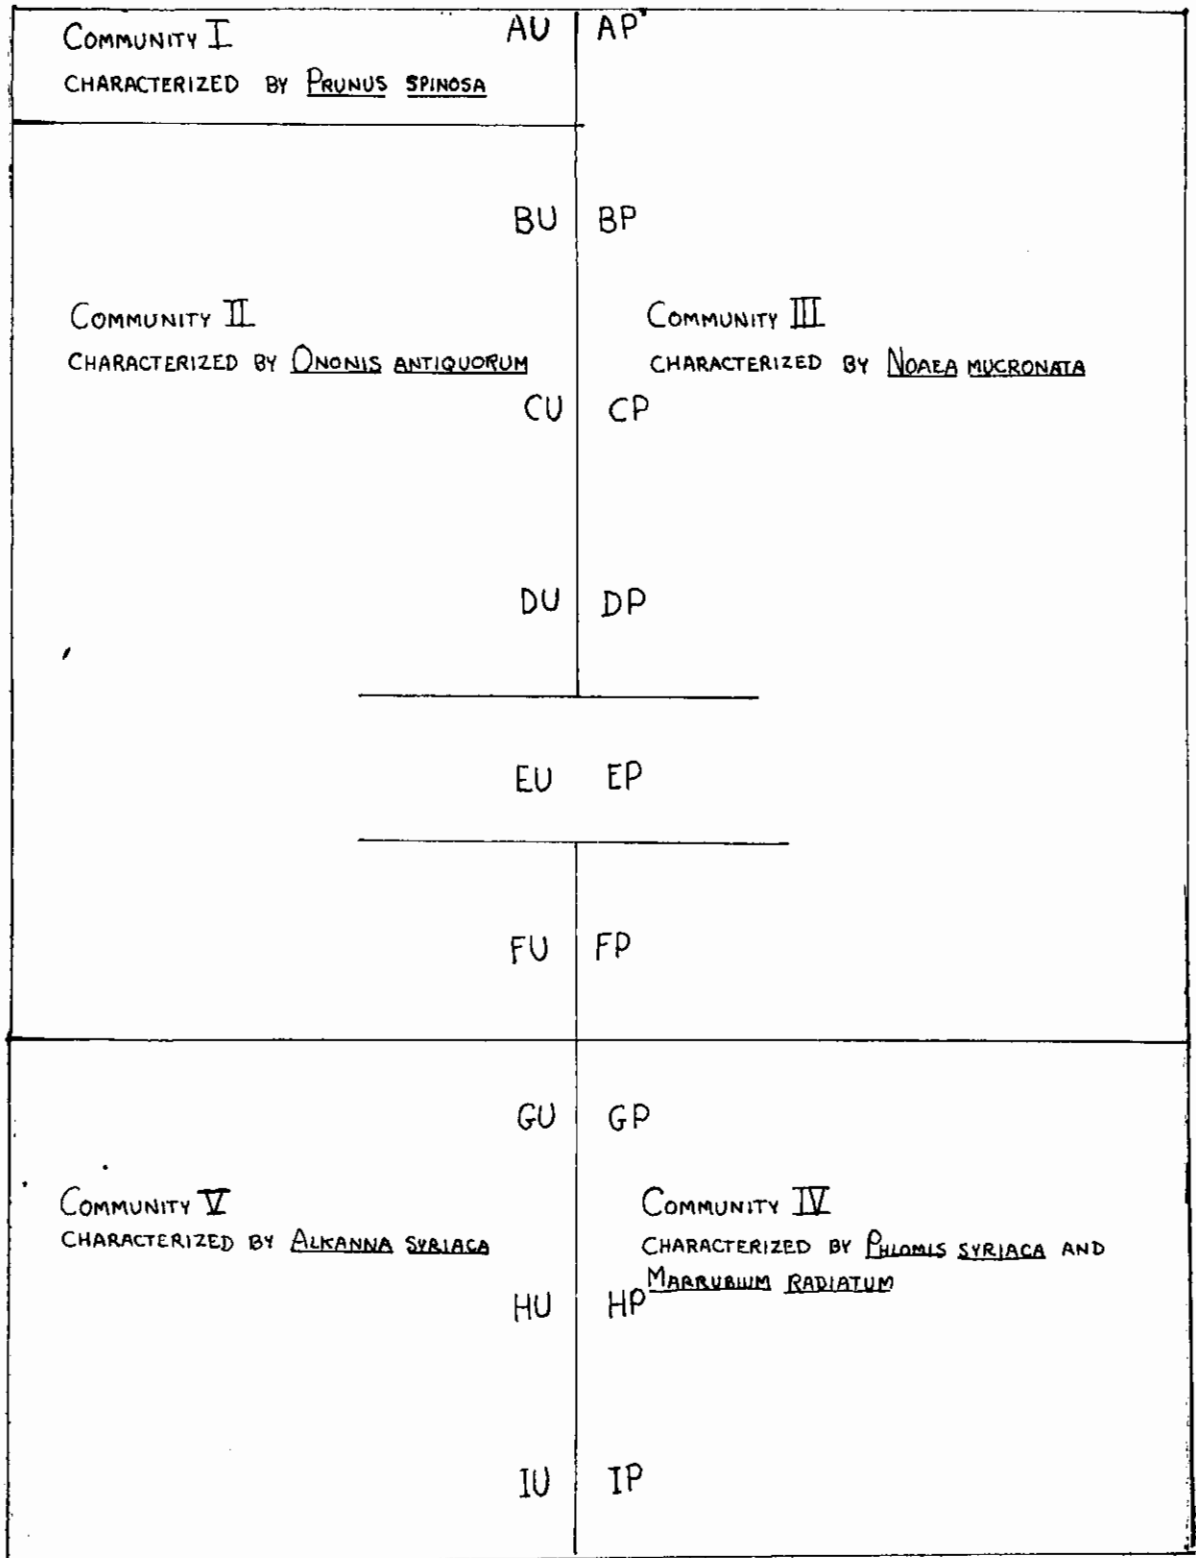 COMMUNITY I
CHARACTERIZED BY PRUNUS SPINOSA
AU AP
BU BP
COMMUNITY II
CHARACTERIZED BY ONONIS ANTIQUORUM
COMMUNITY III
CHARACTERIZED BY NOAEA MUCRONATA
CU CP
DU DP
EU EP
FU FP
GU GP
COMMUNITY V
CHARACTERIZED BY ALKANNA SYRIACA
COMMUNITY IV
CHARACTERIZED BY PHLOMIS SYRIACA AND
MARRUBIUM RADIATUM
HU HP
IU IP